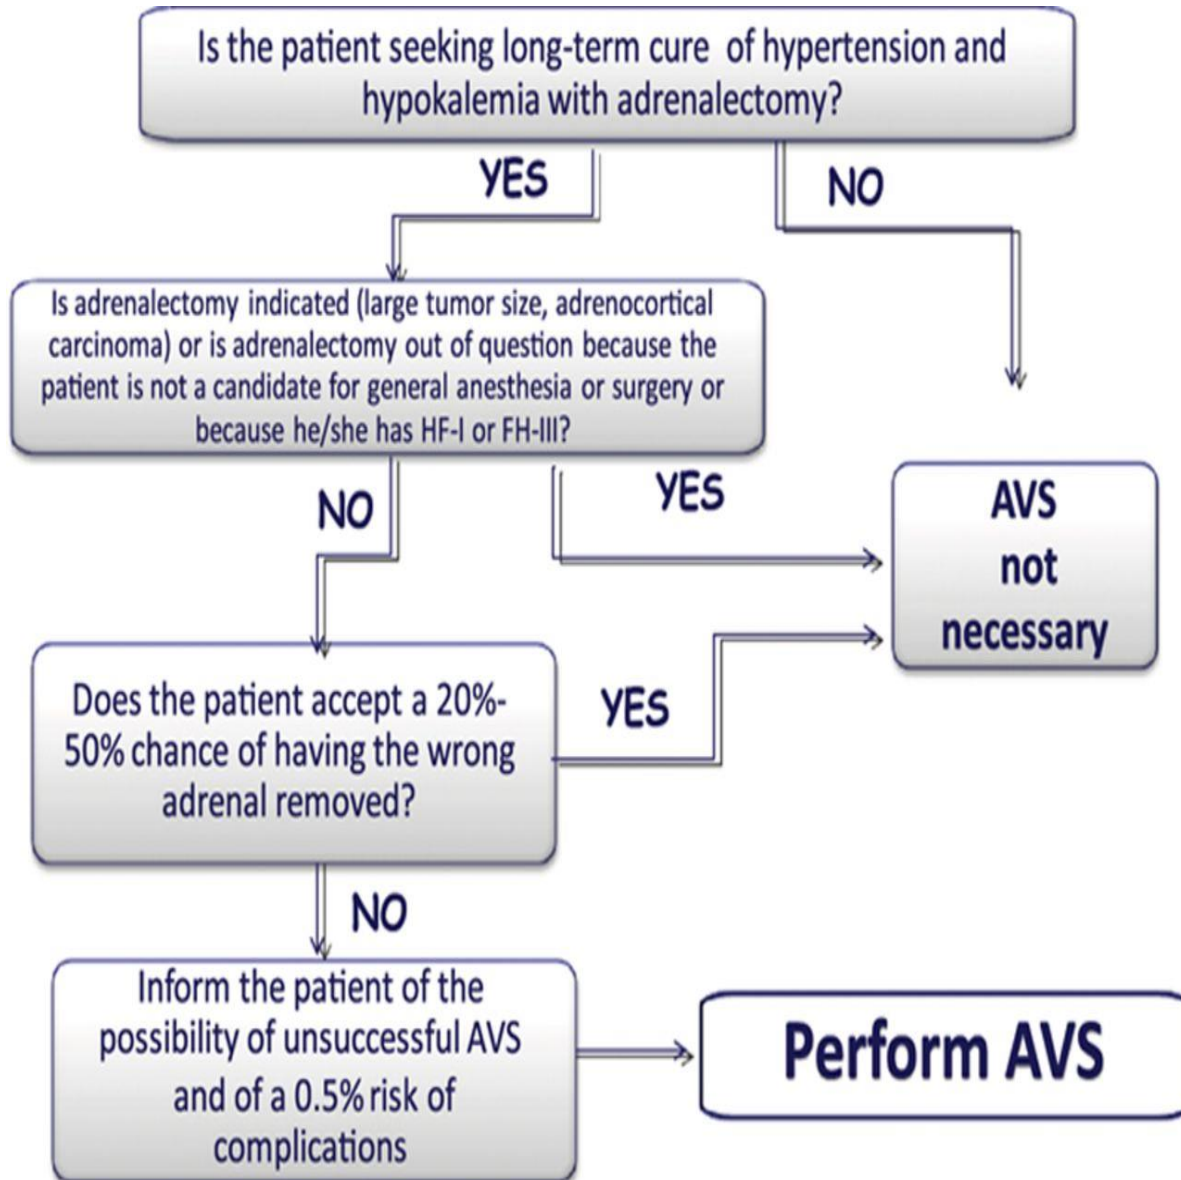 Is the patient seeking long-term cure of hypertension and
hypokalemia with adrenalectomy?
YES
NO
Is adrenalectomy indicated (large tumor size, adrenocortical
carcinoma) or is adrenalectomy out of question because the
patient is not a candidate for general anesthesia or surgery or
because he/she has HF-I or FH-III?
NO
YES
AVS
not
necessary
Does the patient accept a 20%-
50% chance of having the wrong
adrenal removed?
YES
NO
Inform the patient of the
possibility of unsuccessful AVS
and of a 0.5% risk of
complications
Perform AVS